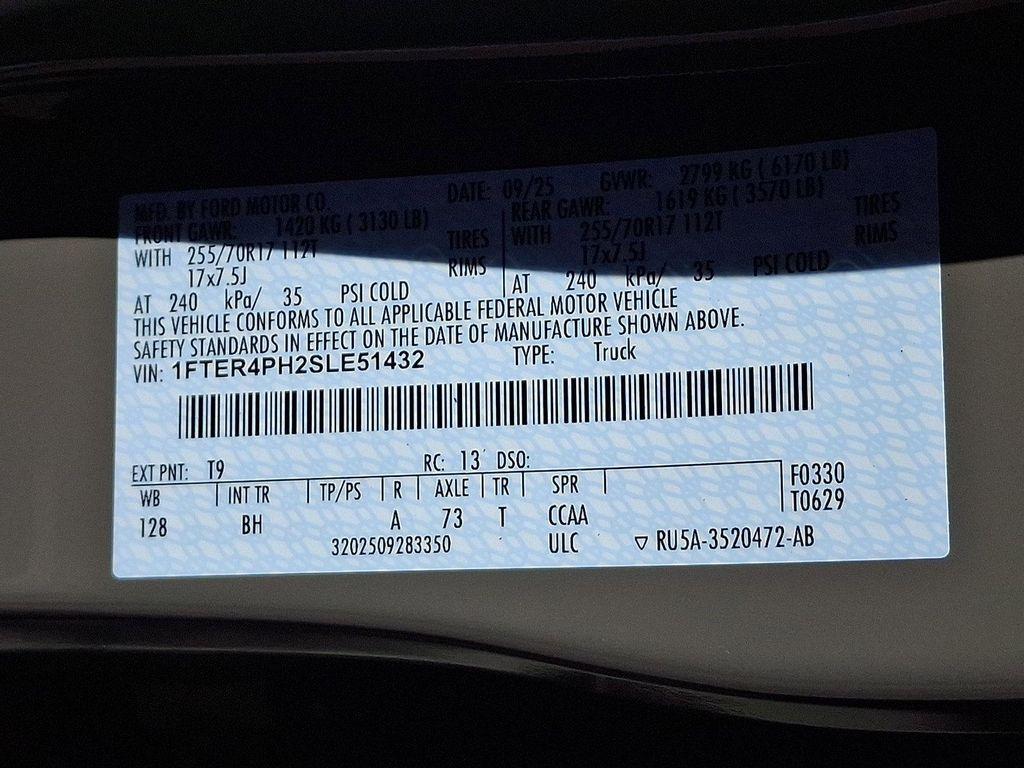 MFD. BY FORD MOTOR CO. DATE: 09/25 GVWR: 2799 KG ( 6170 LB)
FRONT GAWR: 1420 KG ( 3130 LB) REAR GAWR: 1619 KG ( 3570 LB)
WITH 255/70R17 112T TIRES WITH 255/70R17 112T TIRES
17x7.5J RIMS 17x7.5J RIMS
AT 240 kPa/ 35 PSI COLD AT 240 kPa/ 35 PSI COLD
THIS VEHICLE CONFORMS TO ALL APPLICABLE FEDERAL MOTOR VEHICLE
SAFETY STANDARDS IN EFFECT ON THE DATE OF MANUFACTURE SHOWN ABOVE.
VIN: 1FTER4PH2SLE51432 TYPE: Truck
EXT PNT: T9 RC: 13 DSO:
WB INT TR TP/PS R AXLE TR SPR F0330
128 BH A 73 T CCAA T0629
3202509283350 ULC ▽ RU5A-3520472-AB